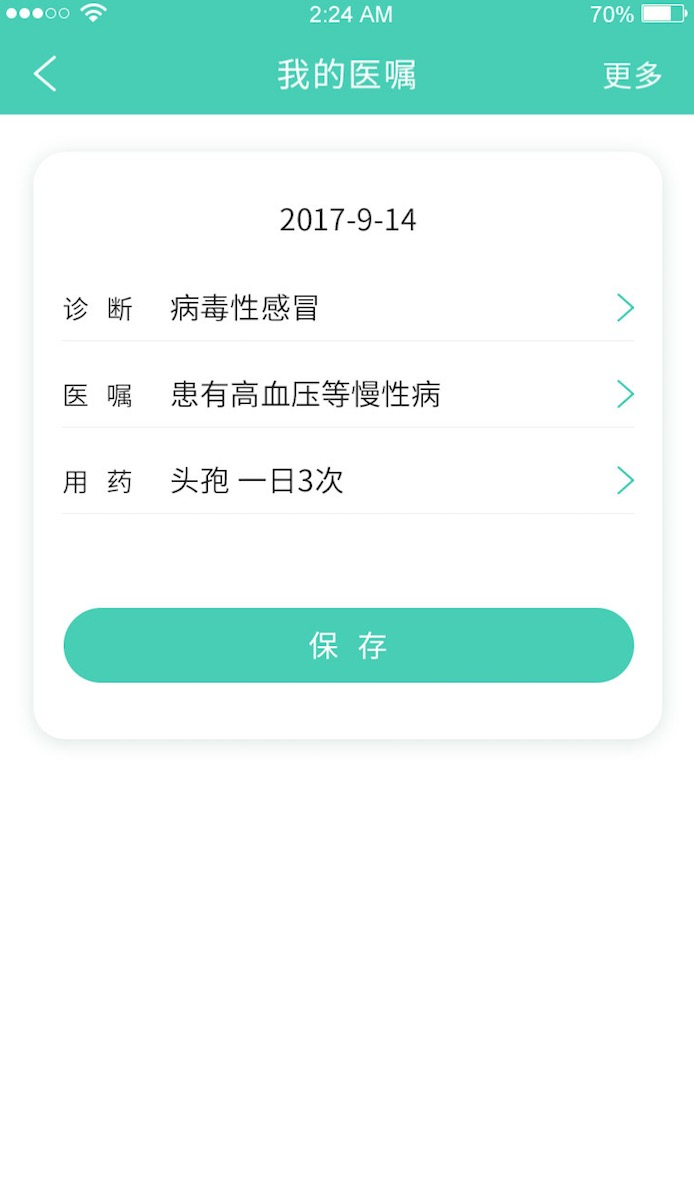 2:24 AM
70%
我的医嘱
更多
2017-9-14
诊 断 病毒性感冒
医 嘱 患有高血压等慢性病
用 药 头孢 一日3次
保 存